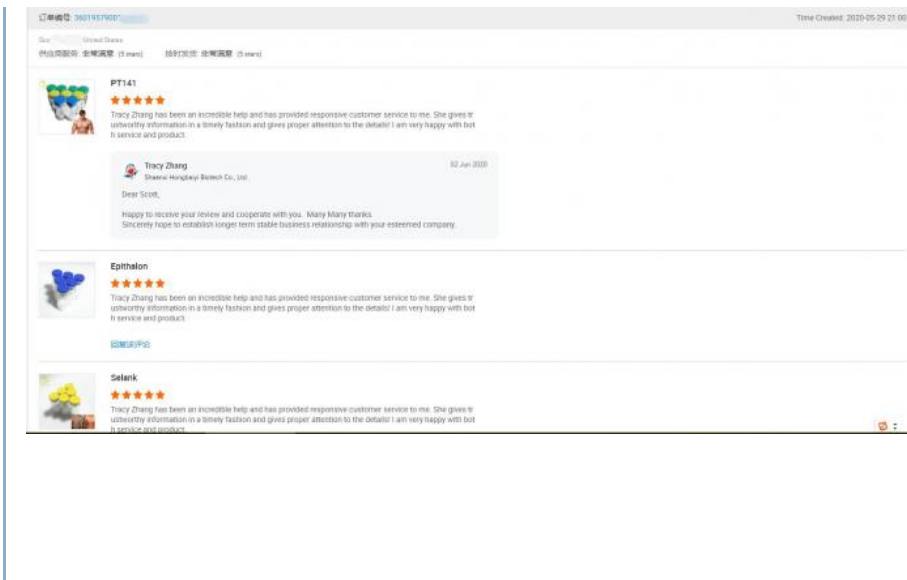 订单编号: 3601957900
Time Created: 2020-05-29 21:00
United States
供应商服务: 非常满意 (5 stars) 按时发货: 非常满意 (5 stars)
PT141
Tracy Zhang has been an incredible help and has provided responsive customer service to me. She gives tr
ustworthy information in a timely fashion and gives proper attention to the details! I am very happy with bot
h service and product.
Tracy Zhang
02 Jun 2020
Shaanxi Hongbaiyi Biotech Co., Ltd.
Dear Scott,
Happy to receive your review and cooperate with you. Many Many thanks.
Sincerely hope to establish longer term stable business relationship with your esteemed company.
Epithalon
Tracy Zhang has been an incredible help and has provided responsive customer service to me. She gives tr
ustworthy information in a timely fashion and gives proper attention to the details! I am very happy with bot
h service and product.
回复该评论
Selank
Tracy Zhang has been an incredible help and has provided responsive customer service to me. She gives tr
ustworthy information in a timely fashion and gives proper attention to the details! I am very happy with bot
h service and product.